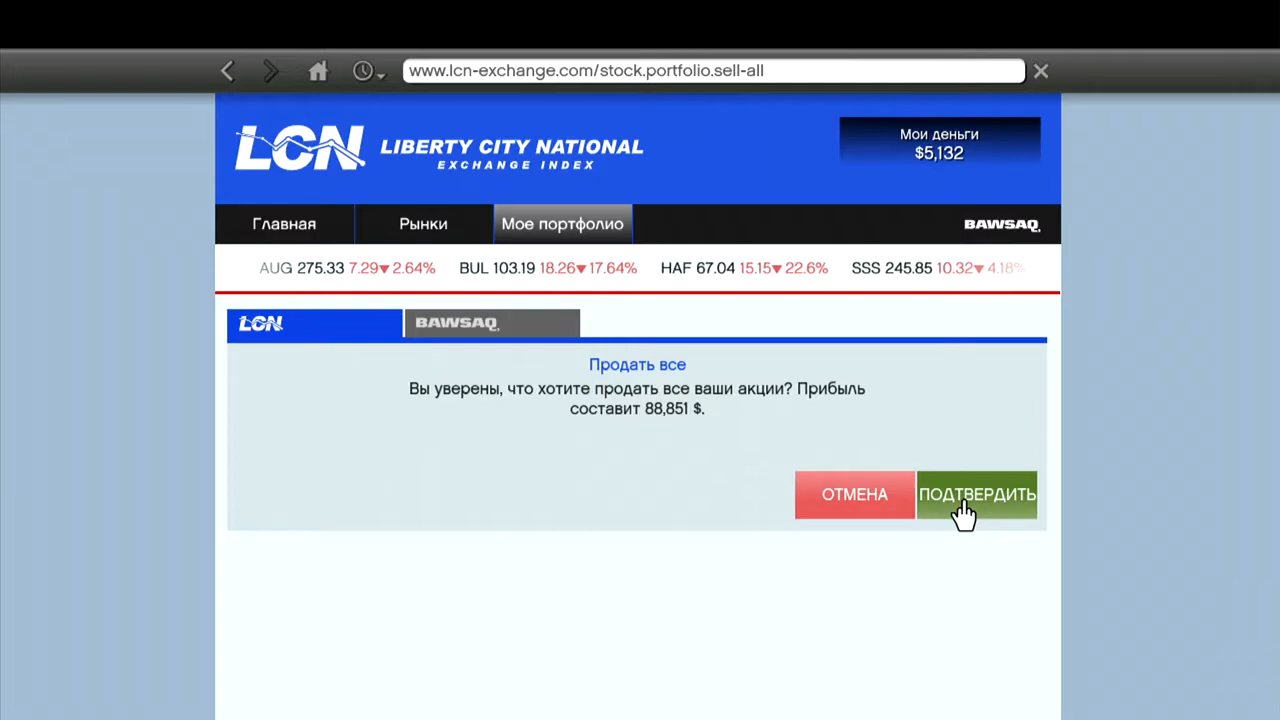 www.lcn-exchange.com/stock.portfolio.sell-all
LCN LIBERTY CITY NATIONAL
EXCHANGE INDEX
Мои деньги
$5,132
Главная Рынки Мое портфолио BAWSAQ
AUG 275.33 7.29▼2.64% BUL 103.19 18.26▼17.64% HAF 67.04 15.15▼22.6% SSS 245.85 10.32▼4.18%
LCN BAWSAQ
Продать все
Вы уверены, что хотите продать все ваши акции? Прибыль
составит 88,851 $.
ОТМЕНА ПОДТВЕРДИТЬ